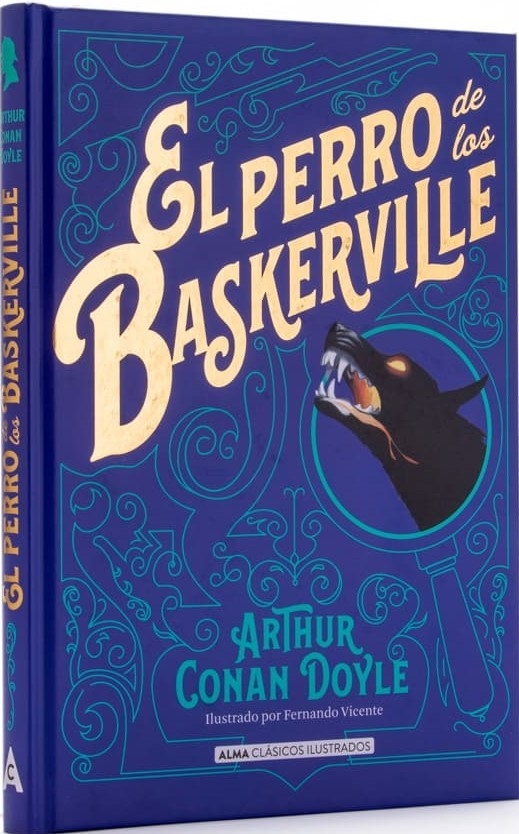 EL PERRO de los
BASKERVILLE
ARTHUR
CONAN DOYLE
Ilustrado por Fernando Vicente
ALMA CLÁSICOS ILUSTRADOS
ARTHUR
CONAN
DOYLE
EL PERRO de los BASKERVILLE
A
C